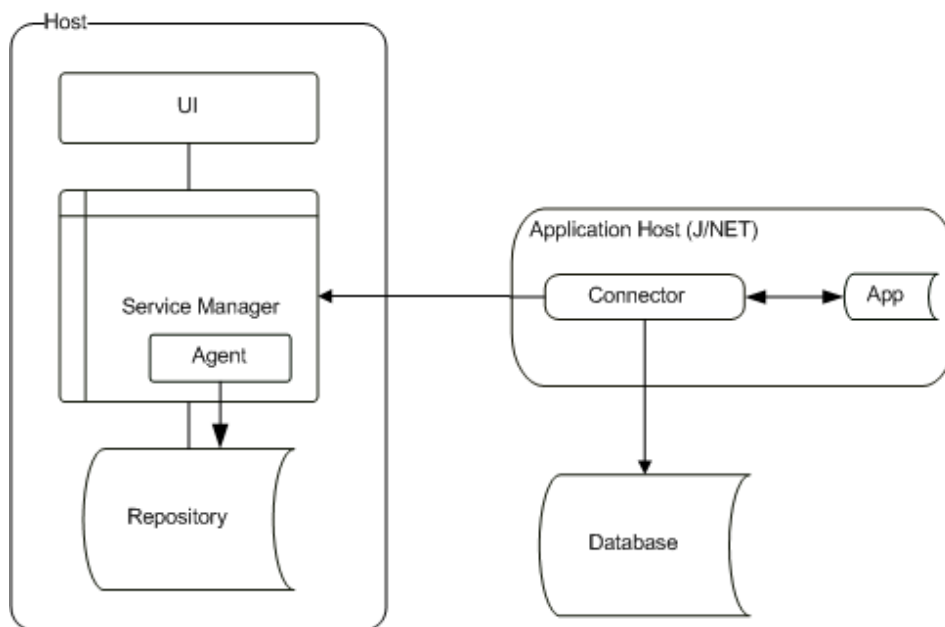 Host
UI
Service Manager
Agent
Repository
Application Host (J/NET)
Connector
App
Database